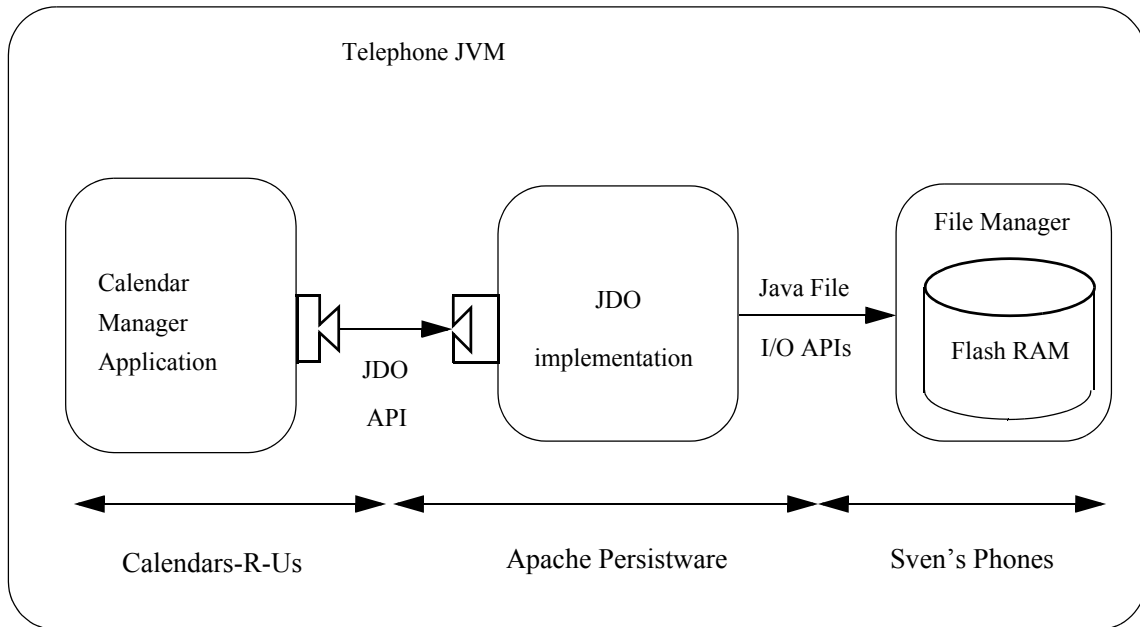 Telephone JVM
Calendar
Manager
Application
JDO
API
JDO
implementation
Java File
I/O APIs
File Manager
Flash RAM
Calendars-R-Us
Apache Persistware
Sven’s Phones